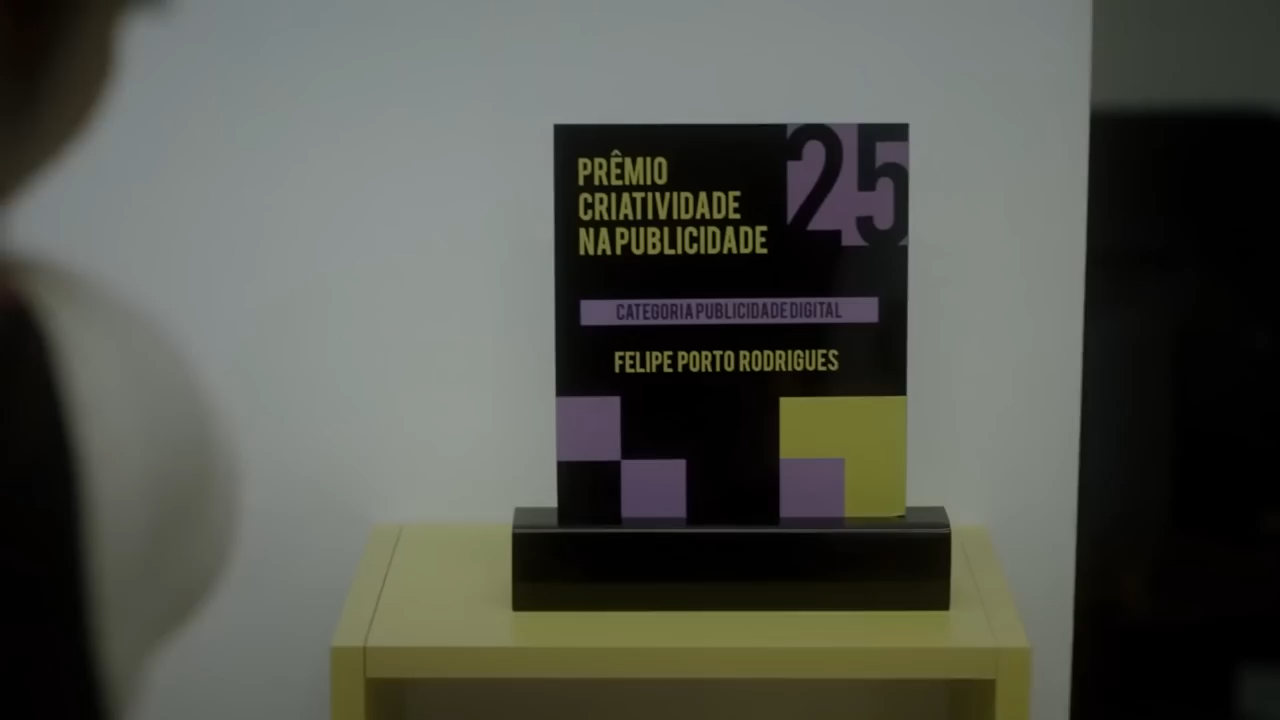 PRÊMIO
CRIATIVIDADE
NA PUBLICIDADE
25
CATEGORIA PUBLICIDADE DIGITAL
FELIPE PORTO RODRIGUES